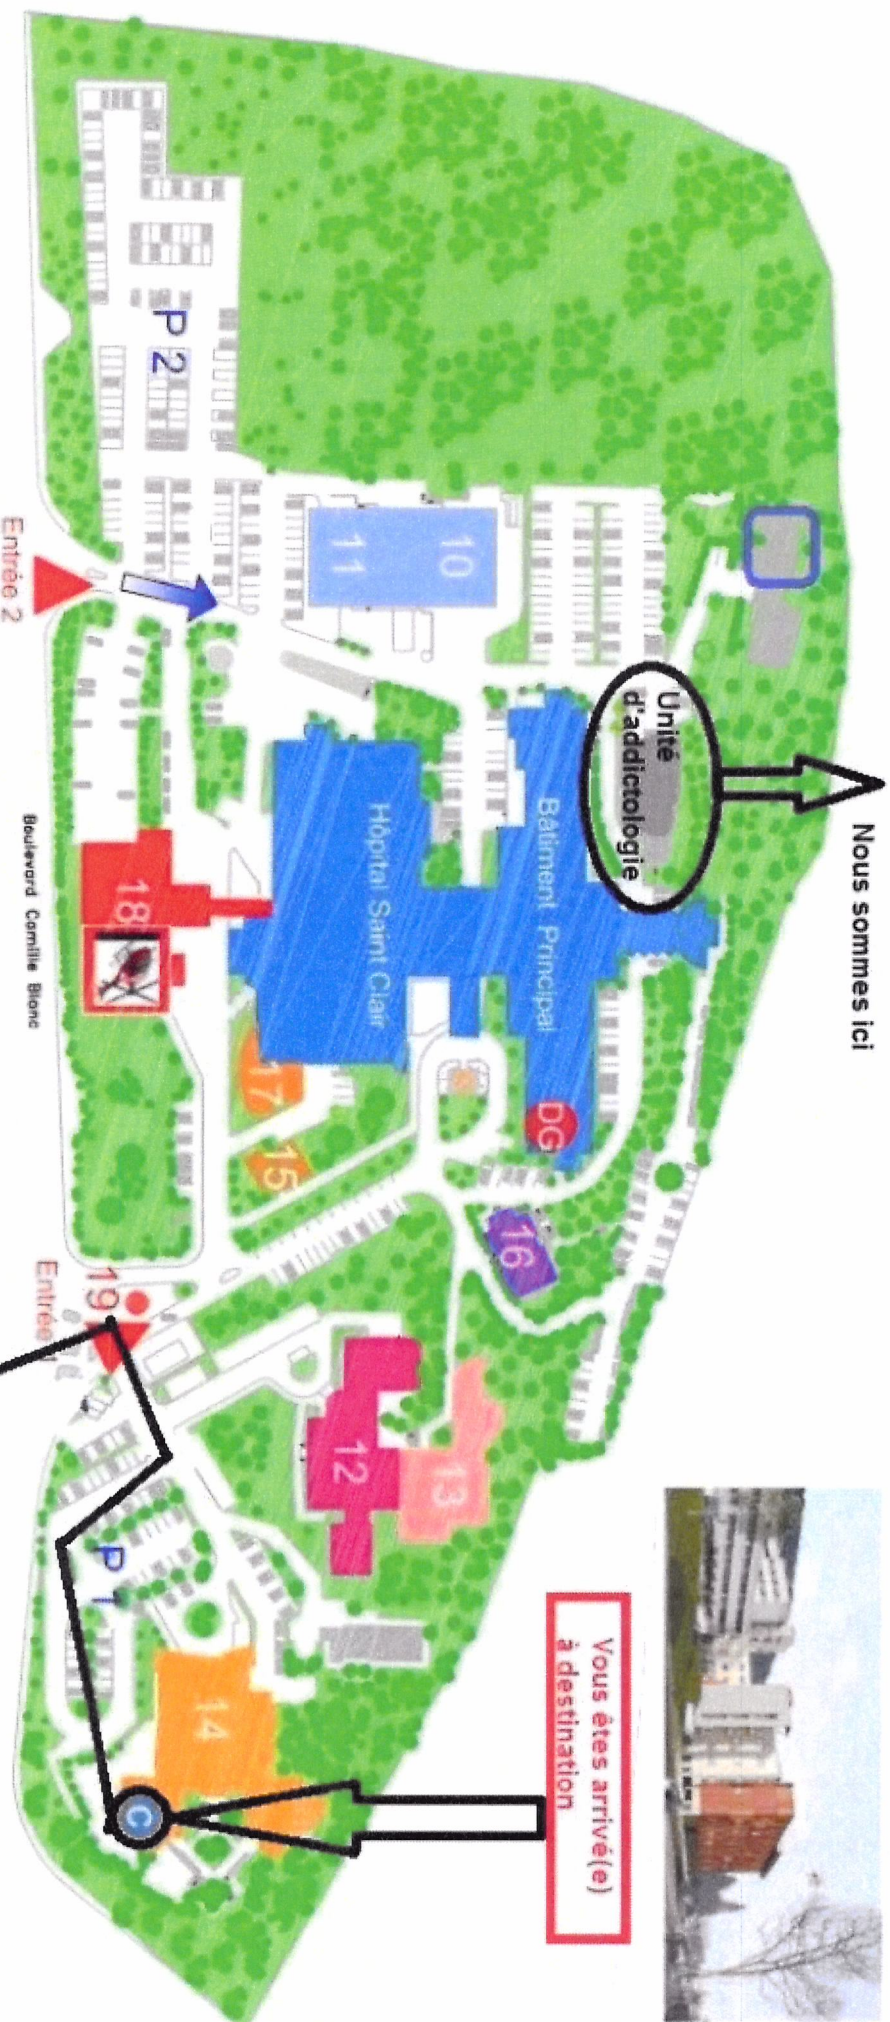 Nous sommes ici
Unité
d'addictologie
Vous êtes arrivé(e)
à destination
Bâtiment Principal
DG
16
Hôpital Saint Clair
10
11
13
12
17
15
14
P 2
P 1
18
19
C
Entrée 2
Entrée 1
Boulevard Camille Blanc